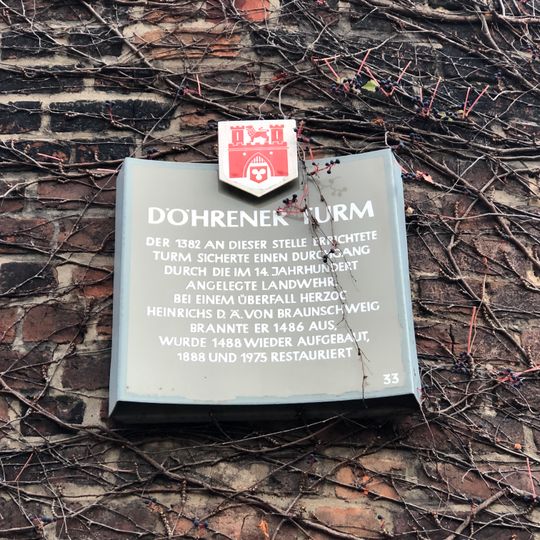 DÖHRENER TURM
DER 1382 AN DIESER STELLE ERRICHTETE
TURM SICHERTE EINEN DURCHGANG
DURCH DIE IM 14. JAHRHUNDERT
ANGELEGTE LANDWEHR.
BEI EINEM ÜBERFALL HERZOG
HEINRICHS D. Ä. VON BRAUNSCHWEIG
BRANNTE ER 1486 AUS,
WURDE 1488 WIEDER AUFGEBAUT,
1888 UND 1975 RESTAURIERT
33